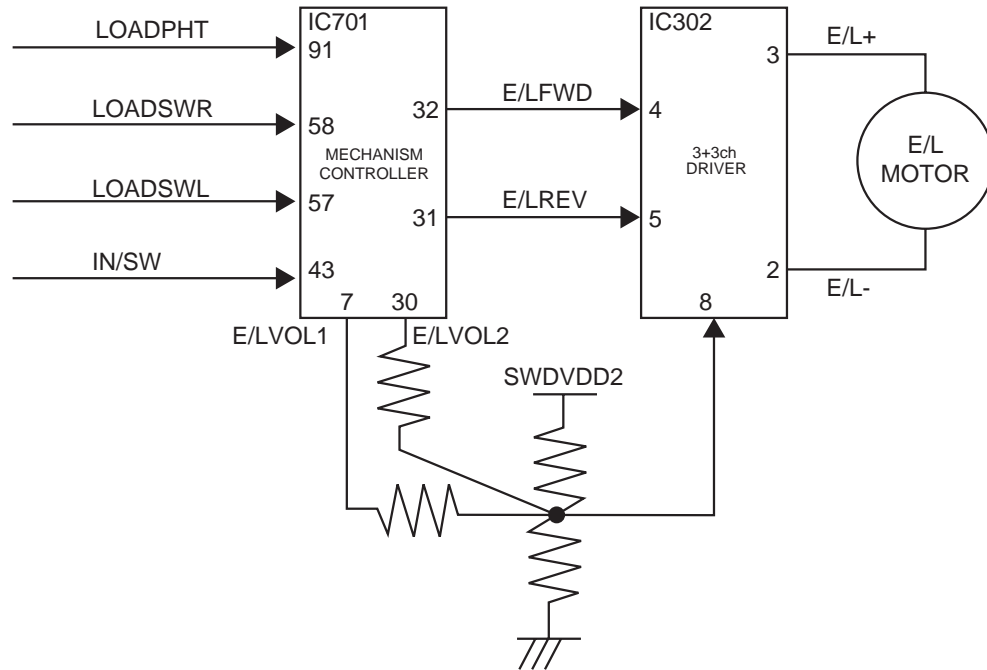 IC701
IC302
LOADPHT
91
E/L+
3
E/LFWD
32
4
LOADSWR
58
MECHANISM
CONTROLLER
3+3ch
DRIVER
E/L
MOTOR
LOADSWL
57
E/LREV
31
5
IN/SW
43
2
E/L-
7
30
8
E/LVOL1
E/LVOL2
SWDVDD2